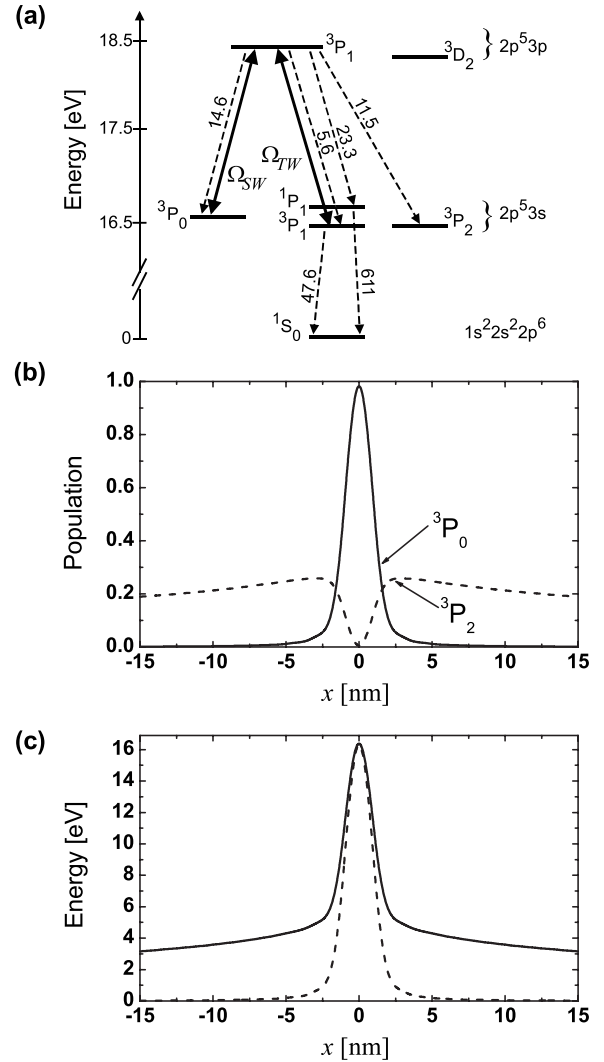 (a)
Energy [eV]
18.5
17.5
16.5
0
³P₁
³D₂
} 2p⁵3p
14.6
Ω_SW
Ω_TW
5.6
23.3
11.5
³P₀
¹P₁
³P₁
³P₂
} 2p⁵3s
47.6
611
¹S₀
1s²2s²2p⁶
(b)
Population
1.0
0.8
0.6
0.4
0.2
0.0
³P₀
³P₂
-15 -10 -5 0 5 10 15
x [nm]
(c)
Energy [eV]
16
14
12
10
8
6
4
2
0
-15 -10 -5 0 5 10 15
x [nm]